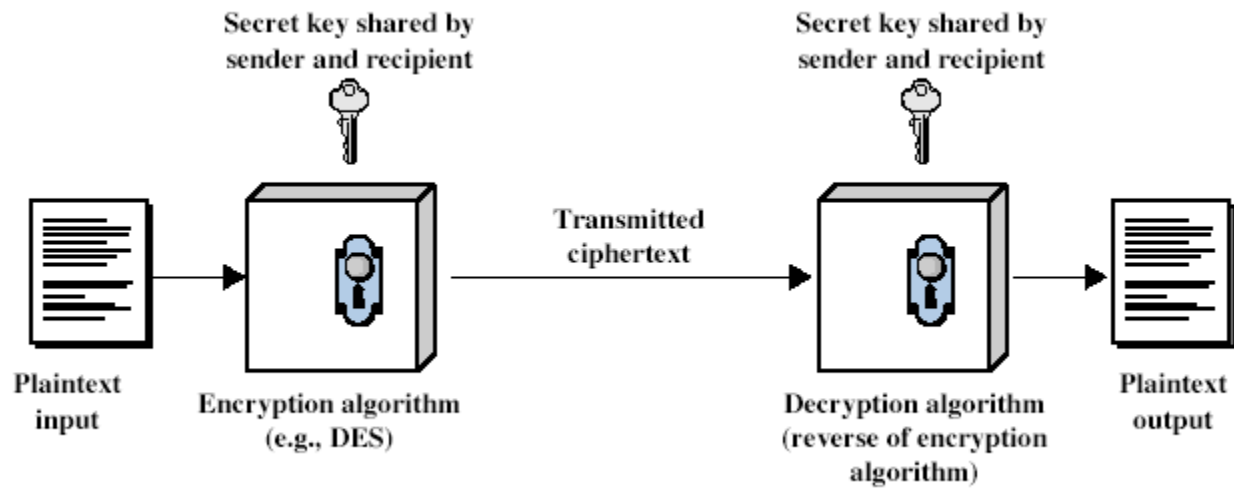 Secret key shared by
sender and recipient
Secret key shared by
sender and recipient
Transmitted
ciphertext
Plaintext
input
Encryption algorithm
(e.g., DES)
Decryption algorithm
(reverse of encryption
algorithm)
Plaintext
output